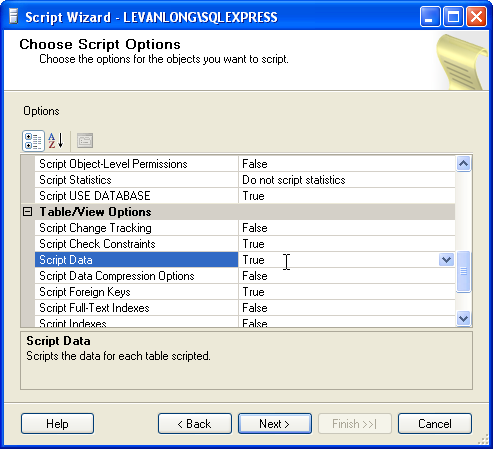 Script Wizard - LEVANLONG\SQLEXPRESS
Choose Script Options
Choose the options for the objects you want to script.
Options
Script Object-Level Permissions False
Script Statistics Do not script statistics
Script USE DATABASE True
Table/View Options
Script Change Tracking False
Script Check Constraints True
Script Data True
Script Data Compression Options False
Script Foreign Keys True
Script Full-Text Indexes False
Script Indexes False
Script Data
Scripts the data for each table scripted.
Help < Back Next > Finish >>| Cancel